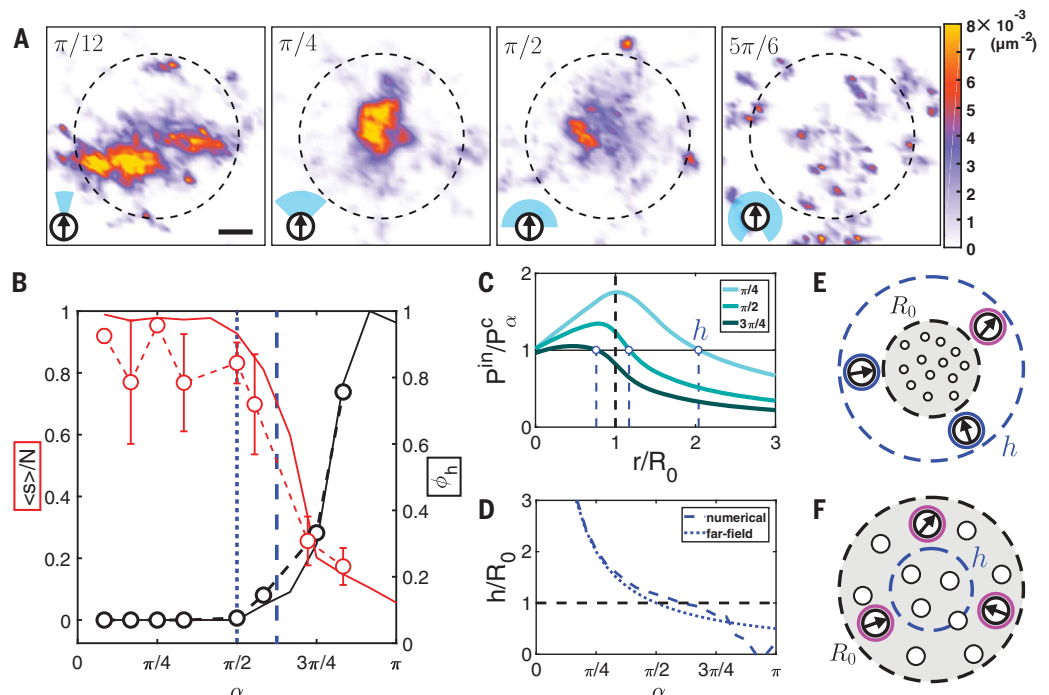 A
π/12
π/4
π/2
5π/6
8× 10⁻³
(μm⁻²)
7
6
5
4
3
2
1
0
B
<s>/N
1
0.8
0.6
0.4
0.2
0
1
0.8
0.6
0.4
0.2
0
ϕ_h
π/4
π/2
3π/4
π
α
C
P^in/P^c_α
2
1
0
π/4
π/2
3π/4
h
0
1
2
3
r/R₀
D
h/R₀
3
2
1
0
numerical
far-field
0
π/4
π/2
3π/4
π
α
E
R₀
h
F
h
R₀